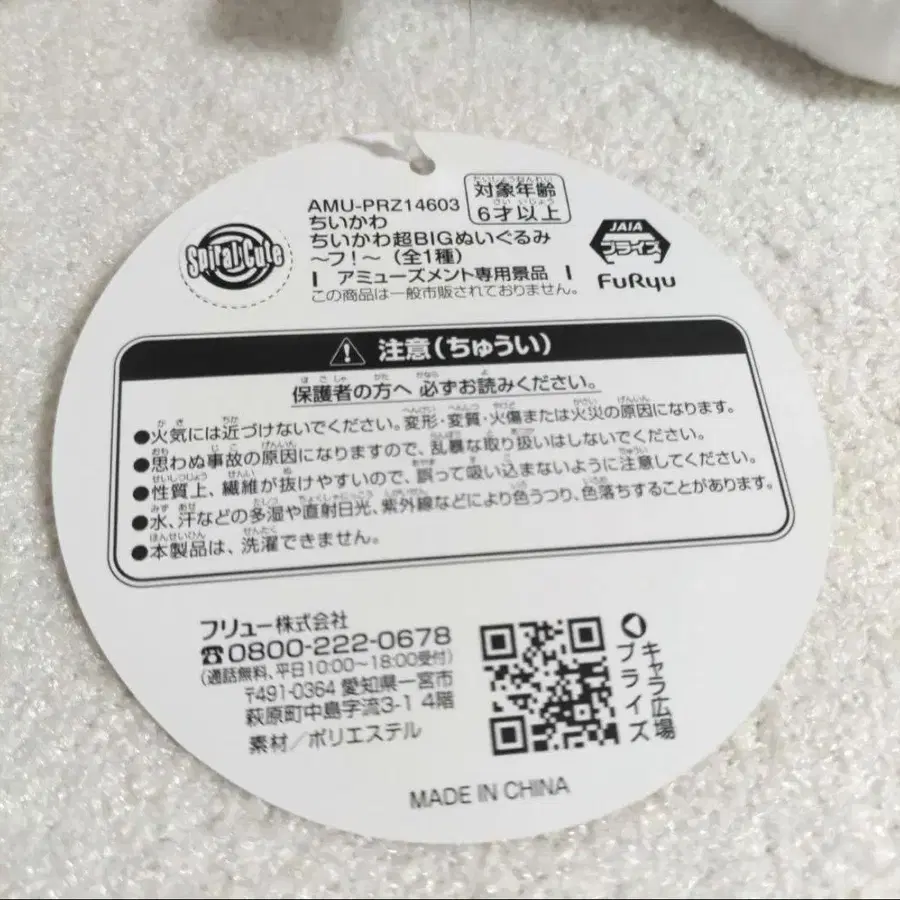 AMU-PRZ14603
ちいかわ
ちいかわ超BIGぬいぐるみ
～フ！～（全1種）
アミューズメント専用景品
この商品は一般市販されておりません。
対象年齢
6才以上
SpiralCute
JAIA
プライズ
FuRyu
注意（ちゅうい）
保護者の方へ 必ずお読みください。
●火気には近づけないでください。変形・変質・火傷または火災の原因になります。
●思わぬ事故の原因になりますので、乱暴な取り扱いはしないでください。
●性質上、繊維が抜けやすいので、誤って吸い込まないように注意してください。
●水、汗などの多湿や直射日光、紫外線などにより色うつり、色落ちすることがあります。
●本製品は、洗濯できません。
フリュー株式会社
☎0800-222-0678
（通話無料、平日10:00～18:00受付）
〒491-0364 愛知県一宮市
萩原町中島字流3-1 4階
素材／ポリエステル
キャラ広場
プライズ
MADE IN CHINA